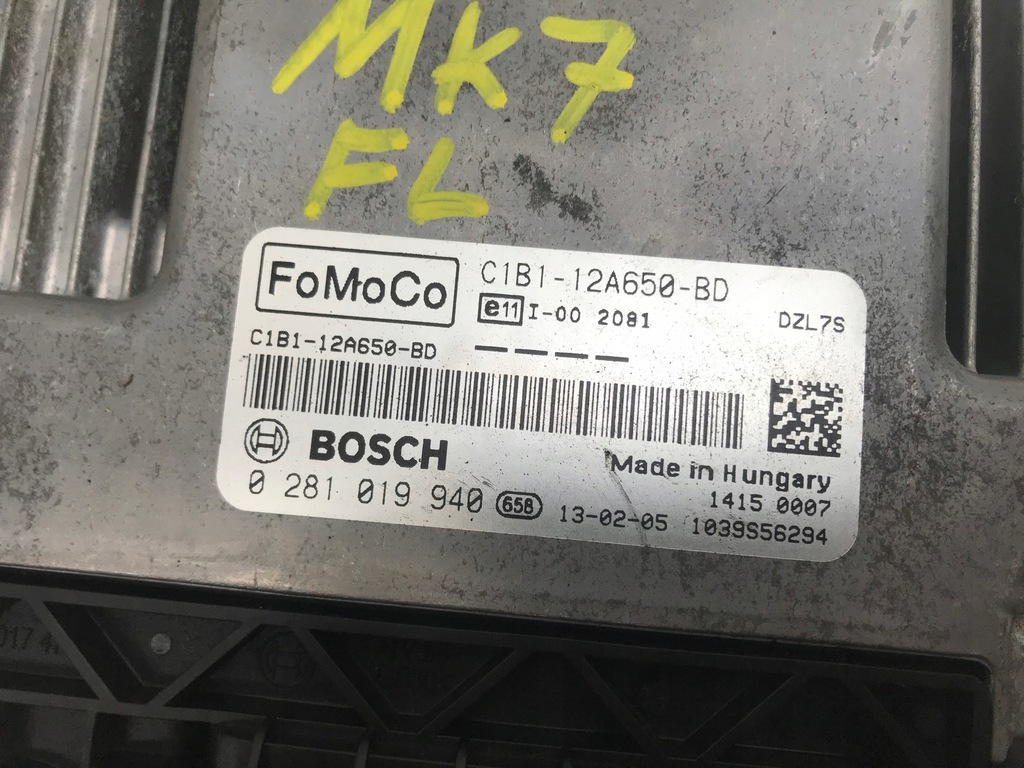 MK7
FL
FoMoCo
C1B1-12A650-BD
e11 I-00 2081
DZL7S
C1B1-12A650-BD
BOSCH
Made in Hungary
1415 0007
0 281 019 940 658 13-02-05 1039S56294